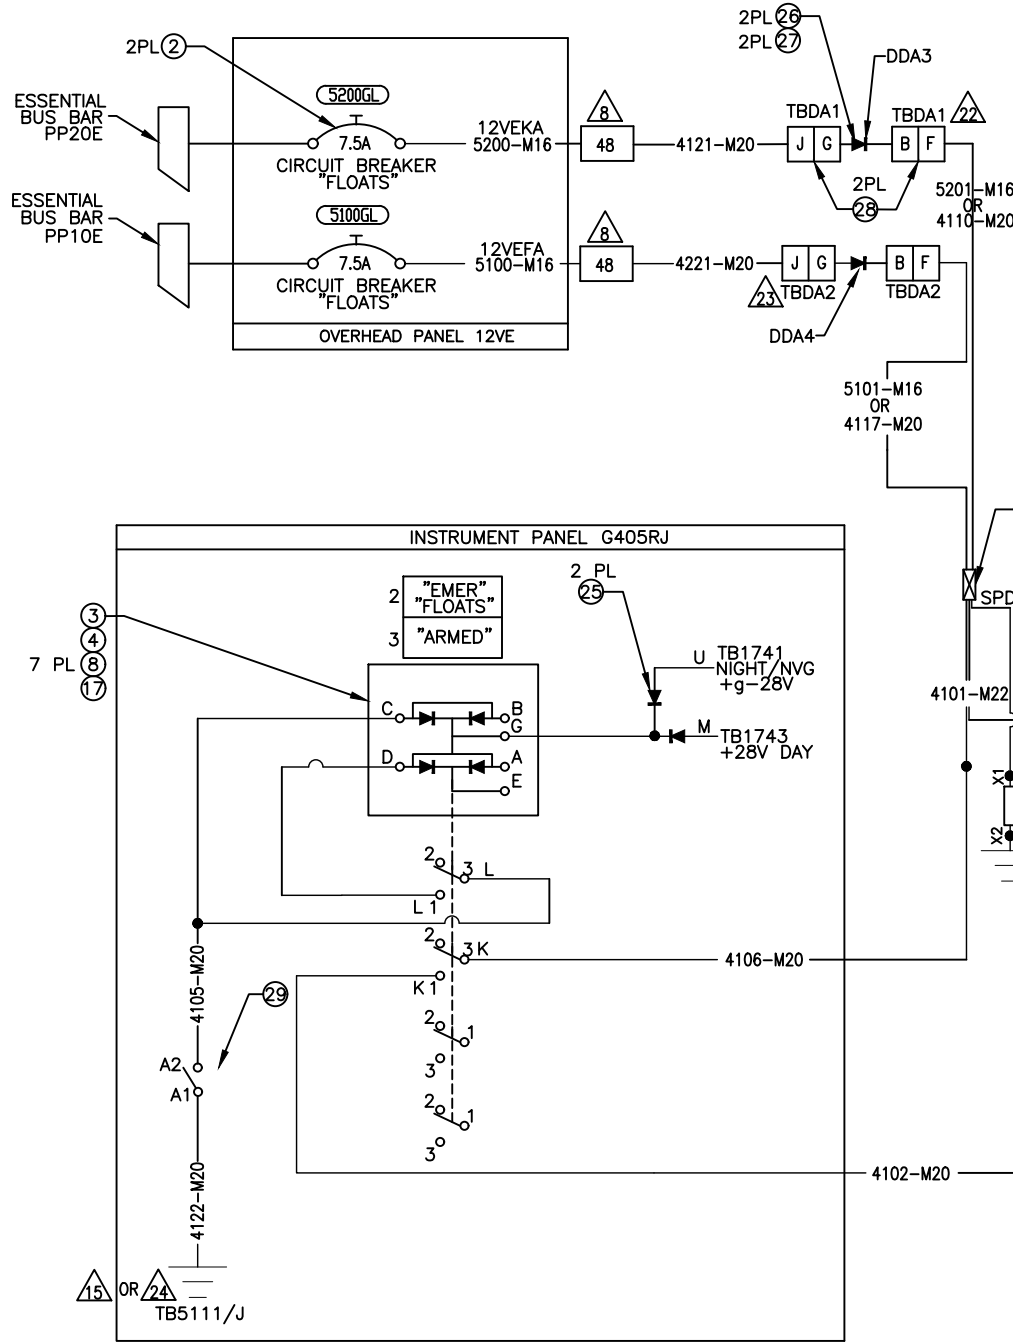 2PL 2
2PL 26
2PL 27
DDA3
ESSENTIAL
BUS BAR
PP20E
5200GL
7.5A
CIRCUIT BREAKER
"FLOATS"
12VEKA
5200-M16
8
48
4121-M20
TBDA1
J G
TBDA1
B F
22
2PL
28
5201-M16
OR
4110-M20
ESSENTIAL
BUS BAR
PP10E
5100GL
7.5A
CIRCUIT BREAKER
"FLOATS"
12VEFA
5100-M16
8
48
4221-M20
J G
TBDA2
23
B F
TBDA2
DDA4
OVERHEAD PANEL 12VE
5101-M16
OR
4117-M20
INSTRUMENT PANEL G405RJ
2 "EMER"
"FLOATS"
3 "ARMED"
2 PL
25
3
4
7 PL 8
17
SPD
U TB1741
NIGHT/NVG
+g-28V
M TB1743
+28V DAY
4101-M22
C
B
G
D
A
E
X1
X2
2
3 L
L 1
2
3 K
K 1
4106-M20
4105-M20
29
2
1
3
A2
A1
2
1
3
4102-M20
4122-M20
15 OR 24
TB5111/J